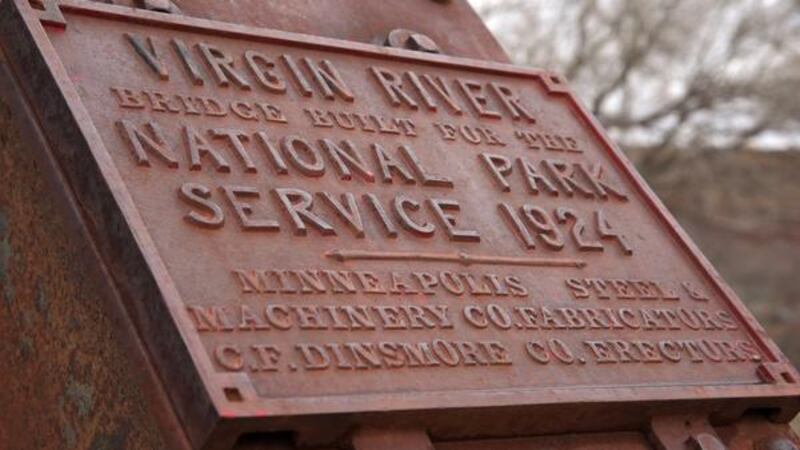 VIRGIN RIVER
BRIDGE BUILT FOR THE
NATIONAL PARK
SERVICE 1924
MINNEAPOLIS STEEL &
MACHINERY CO. FABRICATORS
C.F. DINSMORE CO. ERECTORS